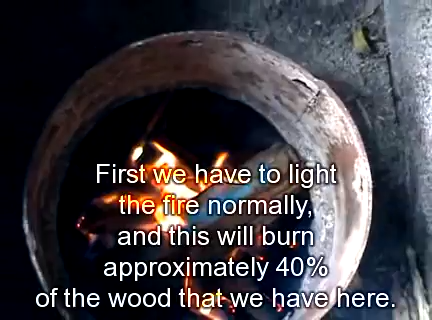 First we have to light
the fire normally,
and this will burn
approximately 40%
of the wood that we have here.